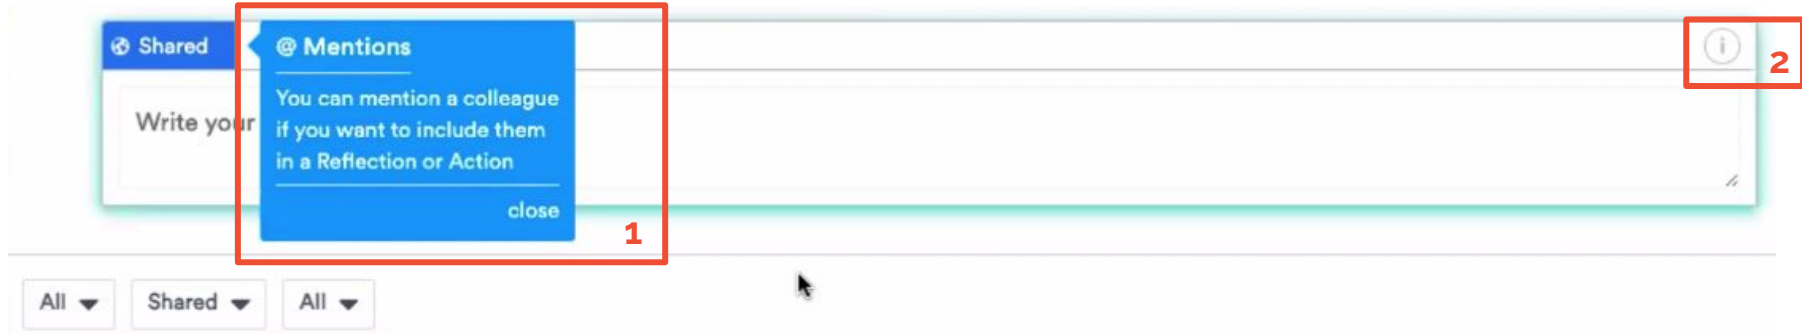 Shared
@ Mentions
You can mention a colleague
if you want to include them
in a Reflection or Action
close
1
i
2
Write your
All
Shared
All